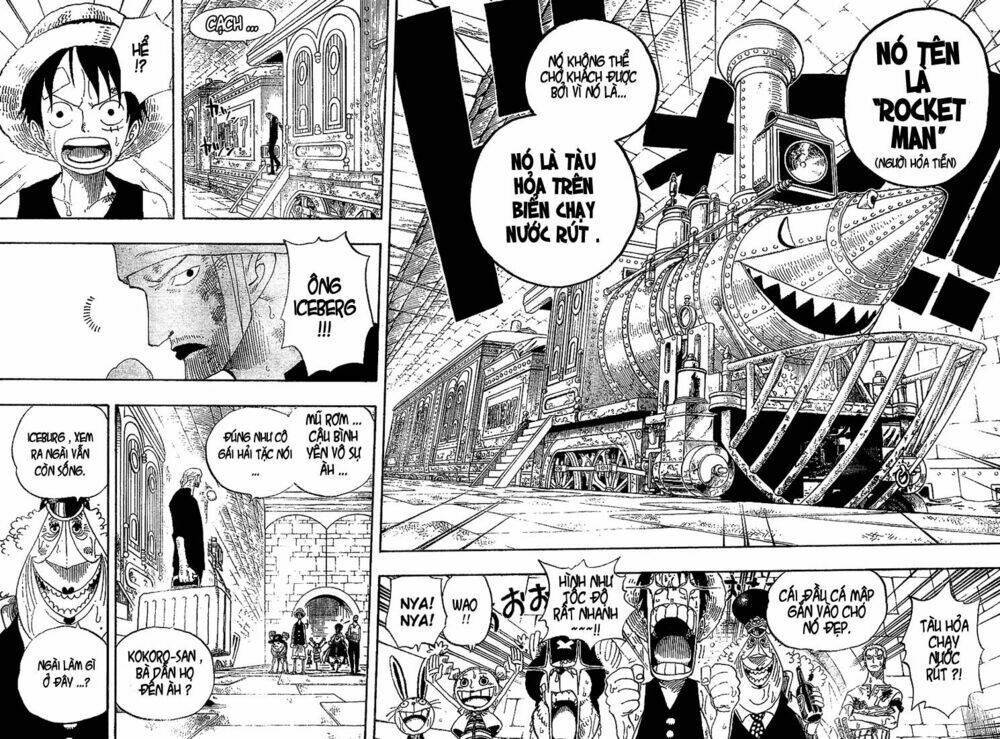 NÓ TÊN
LÀ
"ROCKET
MAN"
(NGƯỜI HỎA TIỄN)
NÓ KHÔNG THỂ
CHỞ KHÁCH ĐƯỢC
BỞI VÌ NÓ LÀ...
NÓ LÀ TÀU
HỎA TRÊN
BIỂN CHẠY
NƯỚC RÚT.
TÀU HỎA
CHẠY
NƯỚC
RÚT?!
CÁI ĐẦU CÁ MẬP
GẮN VÀO CHO
NÓ ĐẸP.
HÌNH NHƯ
TỐC ĐỘ
RẤT NHANH
~~~!!
おお
WAO
!!
NYA!
NYA!
CẠCH...
HỂ
!?
ÔNG
ICEBERG
!!!
MŨ RƠM...
CẬU BÌNH
YÊN VÔ SỰ
ÀH...
ĐÚNG NHƯ CÔ
GÁI HẢI TẶC NÓI
...
KOKORO-SAN,
BÀ DẪN HỌ
ĐẾN ÀH?
ICEBURG, XEM
RA NGÀI VẪN
CÒN SỐNG.
NGÀI LÀM GÌ
Ở ĐÂY...?